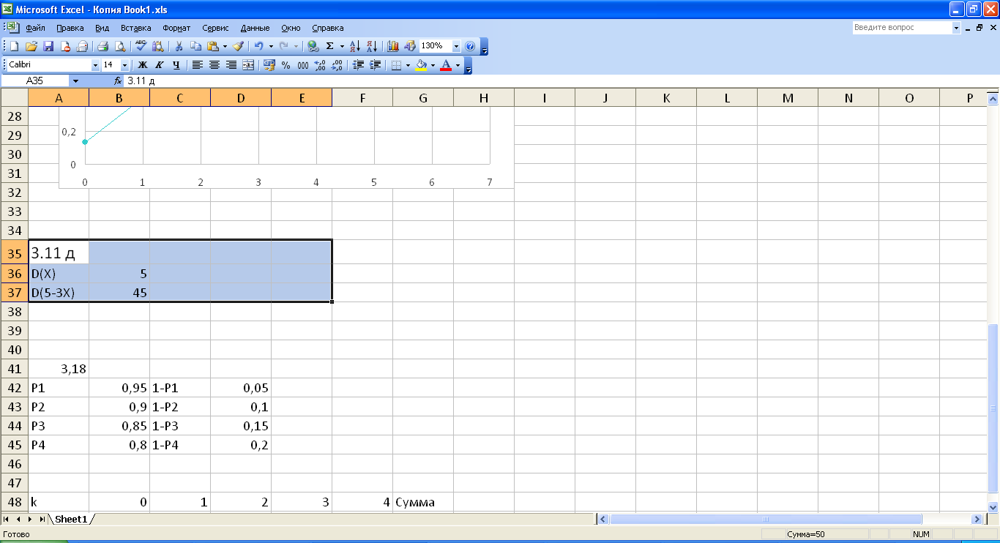 Microsoft Excel - Копия Book1.xls
Файл Правка Вид Вставка Формат Сервис Данные Окно Справка Введите вопрос
Σ 130%
Calibri 14 Ж К Ч % 000 A
A35 fx 3.11 д
A B C D E F G H I J K L M N O P
28
29 0,2
30
31 0
0 1 2 3 4 5 6 7
32
33
34
35 3.11 д
36 D(X) 5
37 D(5-3X) 45
38
39
40
41 3,18
42 P1 0,95 1-P1 0,05
43 P2 0,9 1-P2 0,1
44 P3 0,85 1-P3 0,15
45 P4 0,8 1-P4 0,2
46
47
48 k 0 1 2 3 4 Сумма
Sheet1
Готово Сумма=50 NUM